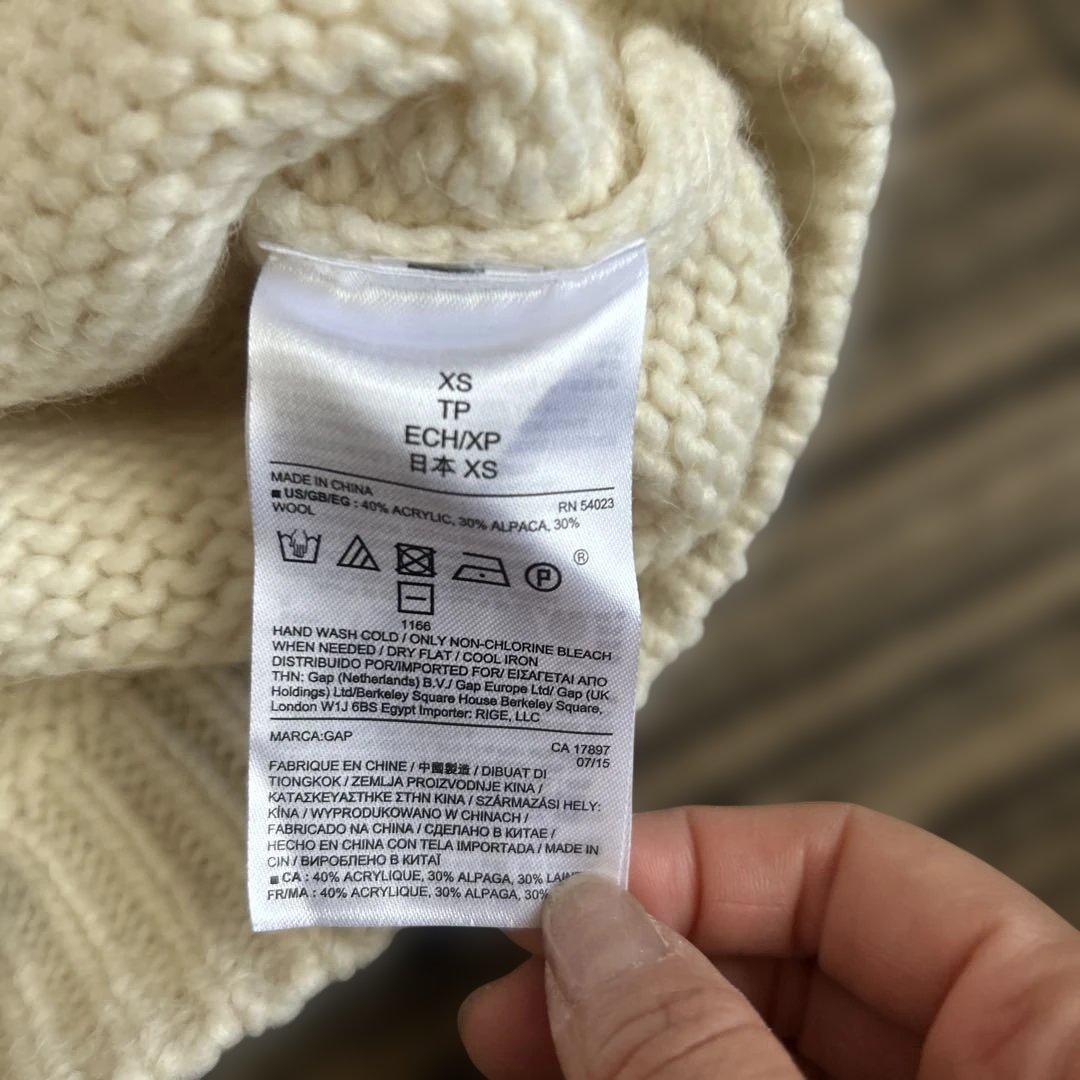 XS
TP
ECH/XP
日本 XS
MADE IN CHINA
RN 54023
US/GB/EG : 40% ACRYLIC, 30% ALPACA, 30%
WOOL
®
P
1166
HAND WASH COLD / ONLY NON-CHLORINE BLEACH
WHEN NEEDED / DRY FLAT / COOL IRON
DISTRIBUIDO POR/IMPORTED FOR/ ΕΙΣΑΓΕΤΑΙ ΑΠΟ
THN: Gap (Netherlands) B.V./ Gap Europe Ltd/ Gap (UK
Holdings) Ltd/Berkeley Square House Berkeley Square,
London W1J 6BS Egypt Importer: RIGE, LLC
MARCA:GAP
CA 17897
07/15
FABRIQUE EN CHINE / 中國製造 / DIBUAT DI
TIONGKOK / ZEMLJA PROIZVODNJE KINA /
ΚΑΤΑΣΚΕΥΑΣΤΗΚΕ ΣΤΗΝ ΚΙΝΑ / SZÁRMAZÁSI HELY:
KÍNA / WYPRODUKOWANO W CHINACH /
FABRICADO NA CHINA / СДЕЛАНО В КИТАЕ /
HECHO EN CHINA CON TELA IMPORTADA / MADE IN
CIN / ВИРОБЛЕНО В КИТАЇ
CA : 40% ACRYLIQUE, 30% ALPAGA, 30%
FR/MA : 40% ACRYLIQUE, 30% ALPAGA, 30%